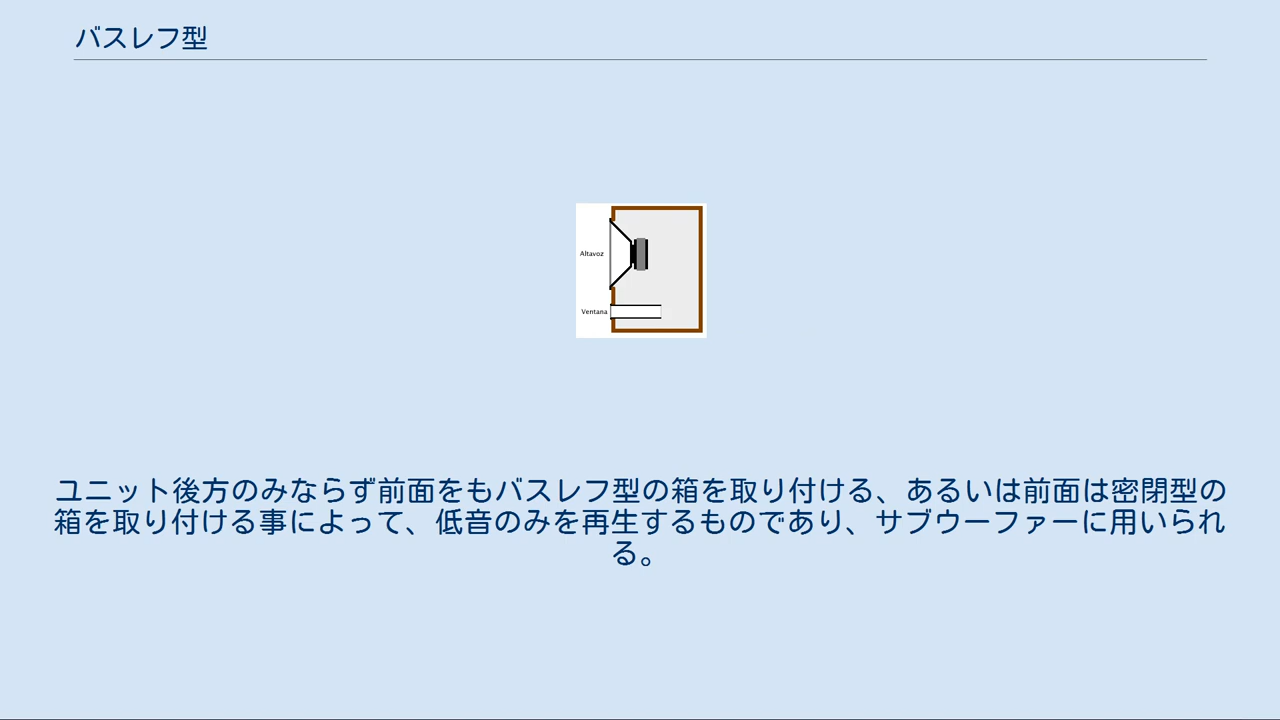 バスレフ型
Altavoz
Ventana
ユニット後方のみならず前面をもバスレフ型の箱を取り付ける、あるいは前面は密閉型の
箱を取り付ける事によって、低音のみを再生するものであり、サブウーファーに用いられ
る。